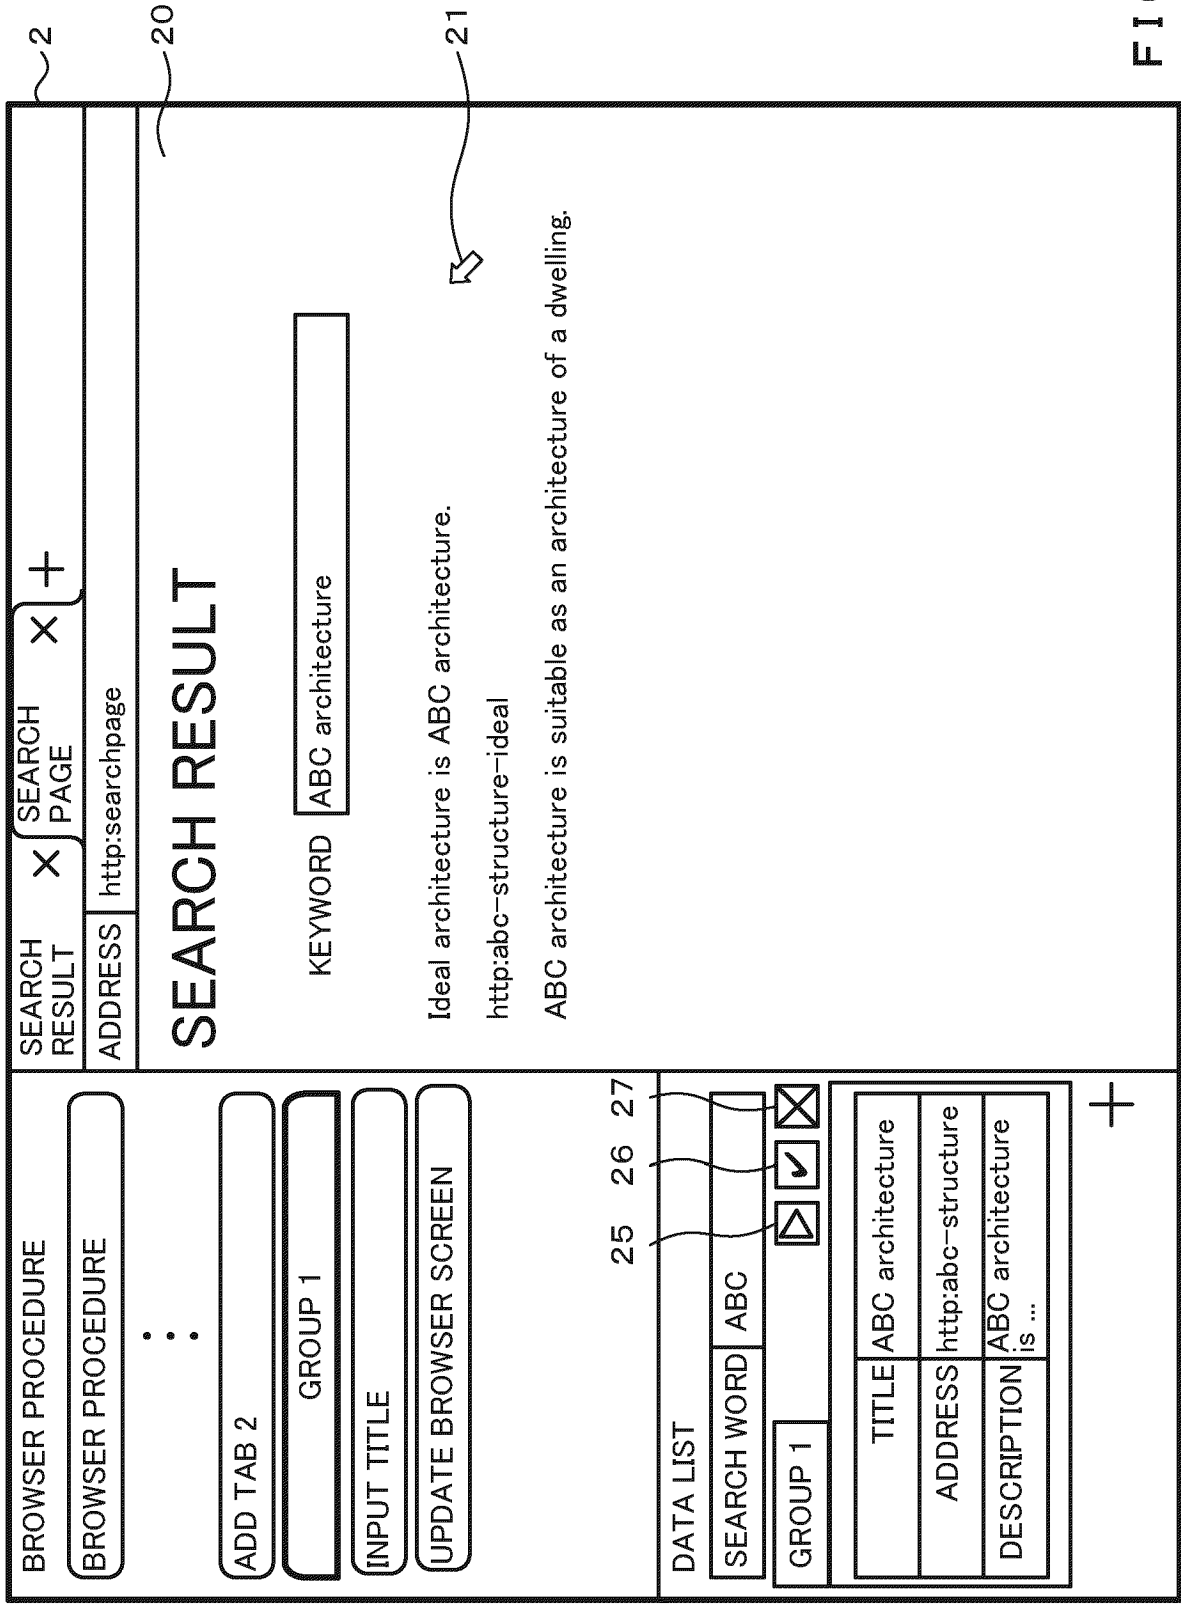 2
20
21
BROWSER PROCEDURE
BROWSER PROCEDURE
ADD TAB 2
GROUP 1
INPUT TITLE
UPDATE BROWSER SCREEN
DATA LIST
SEARCH WORD ABC
25 26 27
GROUP 1
TITLE ABC architecture
ADDRESS http:abc-structure
DESCRIPTION ABC architecture
is ...
SEARCH
RESULT
SEARCH
PAGE
ADDRESS http:searchpage
SEARCH RESULT
KEYWORD ABC architecture
Ideal architecture is ABC architecture.
http:abc-structure-ideal
ABC architecture is suitable as an architecture of a dwelling.